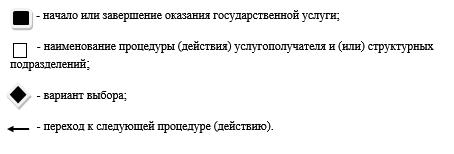 - начало или завершение оказания государственной услуги;
- наименование процедуры (действия) услугополучателя и (или) структурных
подразделений;
- вариант выбора;
- переход к следующей процедуре (действию).